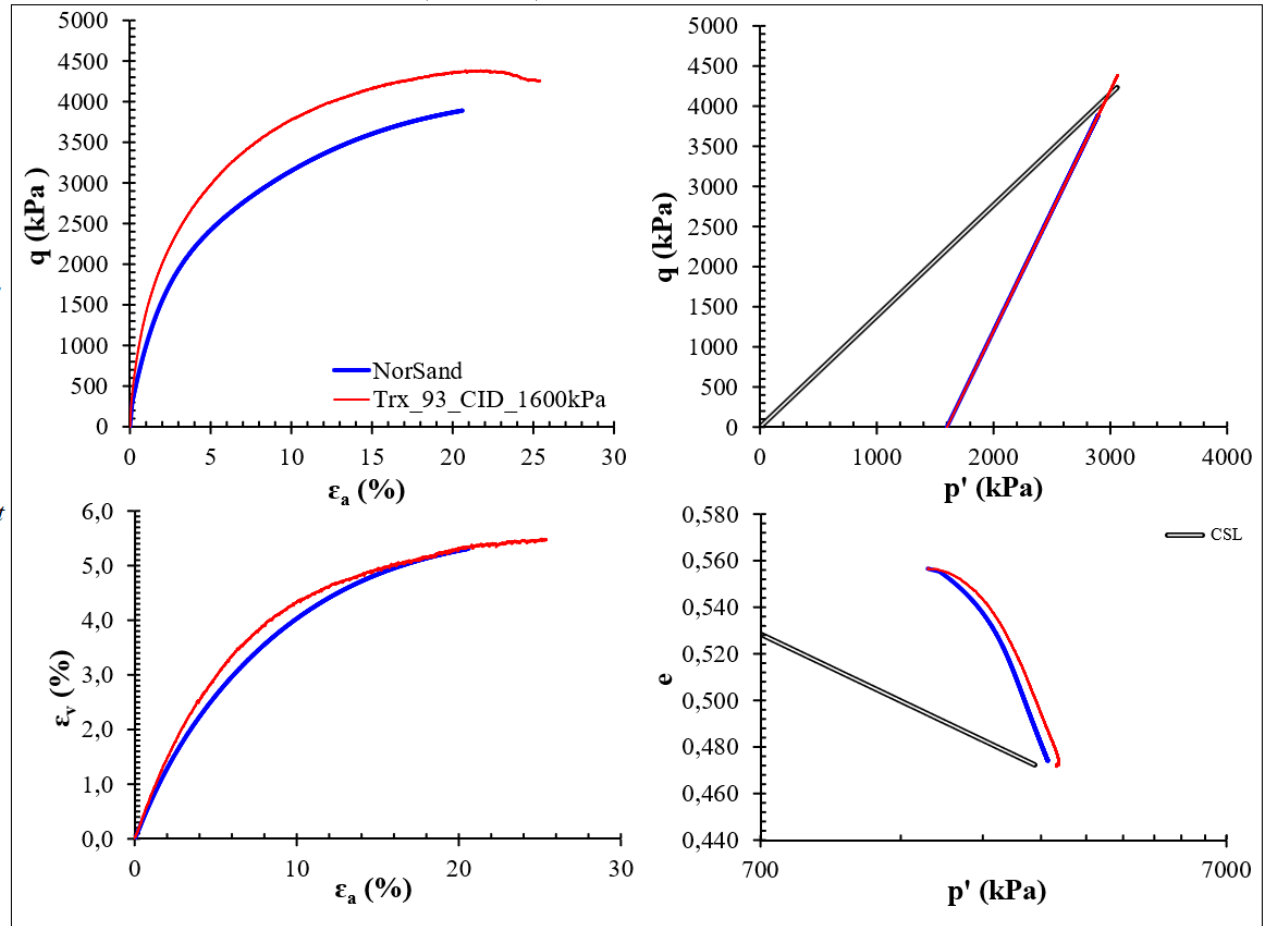 5000
4500
4000
3500
3000
2500
2000
1500
1000
500
0
q (kPa )
0 5 10 15 20 25 30
εa (%)
NorSand
Trx_93_CID_1600kPa
5000
4500
4000
3500
3000
2500
2000
1500
1000
500
0
q (kPa)
0 1000 2000 3000 4000
p' (kPa)
6,0
5,0
4,0
3,0
2,0
1,0
0,0
εv (%)
0 10 20 30
εa (%)
0,580
0,560
0,540
0,520
0,500
0,480
0,460
0,440
e
CSL
700 7000
p' (kPa)